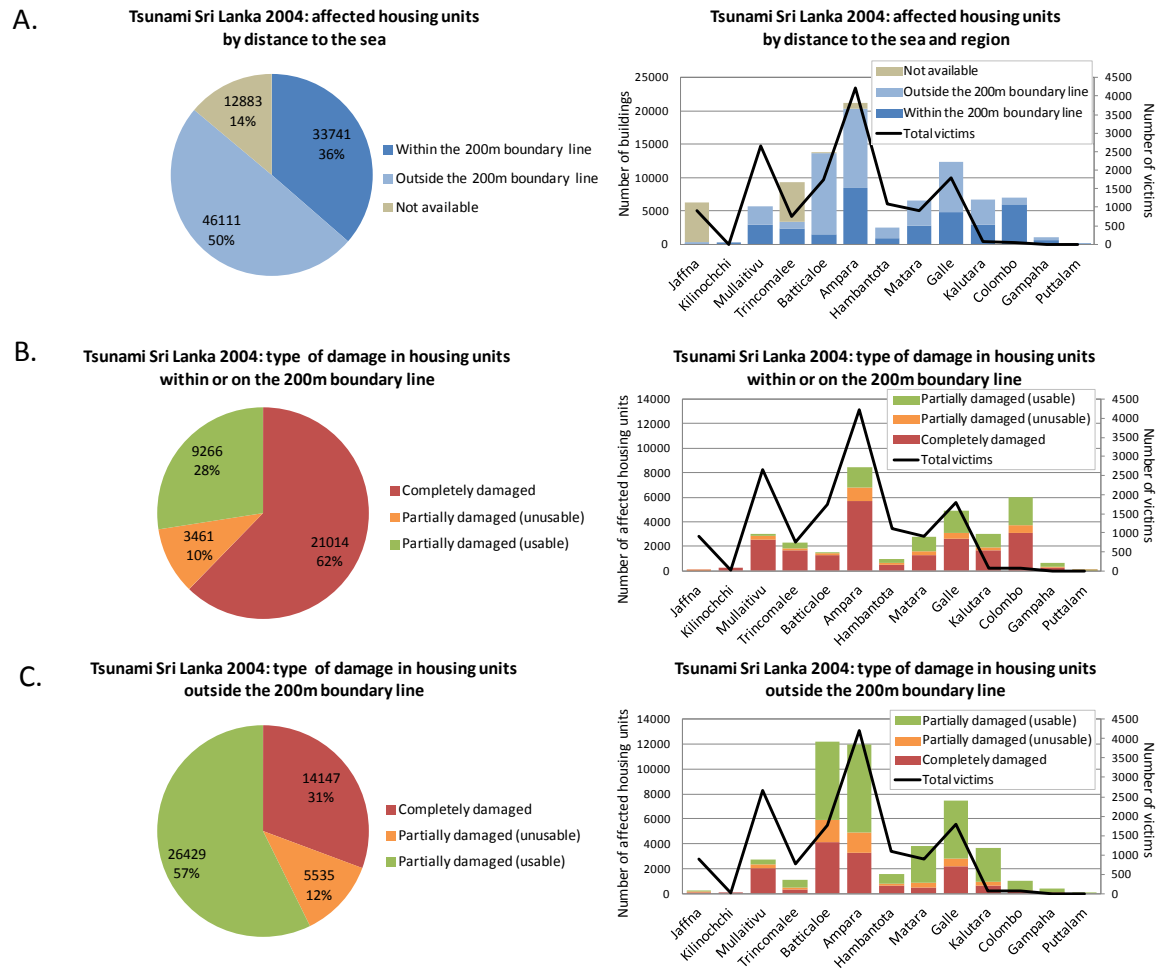 A.
Tsunami Sri Lanka 2004: affected housing units
by distance to the sea
12883
14%
33741
36%
46111
50%
Within the 200m boundary line
Outside the 200m boundary line
Not available
Tsunami Sri Lanka 2004: affected housing units
by distance to the sea and region
Number of buildings
25000
20000
15000
10000
5000
0
Not available
Outside the 200m boundary line
Within the 200m boundary line
Total victims
4500
4000
3500
3000
2500
2000
1500
1000
500
0
Number of victims
Jaffna
Kilinochchi
Mullaitivu
Trincomalee
Batticaloe
Ampara
Hambantota
Matara
Galle
Kalutara
Colombo
Gampaha
Puttalam
B.
Tsunami Sri Lanka 2004: type of damage in housing units
within or on the 200m boundary line
9266
28%
3461
10%
21014
62%
Completely damaged
Partially damaged (unusable)
Partially damaged (usable)
Tsunami Sri Lanka 2004: type of damage in housing units
within or on the 200m boundary line
Number of affected housing units
14000
12000
10000
8000
6000
4000
2000
0
Partially damaged (usable)
Partially damaged (unusable)
Completely damaged
Total victims
4500
4000
3500
3000
2500
2000
1500
1000
500
0
Number of victims
Jaffna
Kilinochchi
Mullaitivu
Trincomalee
Batticaloe
Ampara
Hambantota
Matara
Galle
Kalutara
Colombo
Gampaha
Puttalam
C.
Tsunami Sri Lanka 2004: type of damage in housing units
outside the 200m boundary line
14147
31%
26429
57%
5535
12%
Completely damaged
Partially damaged (unusable)
Partially damaged (usable)
Tsunami Sri Lanka 2004: type of damage in housing units
outside the 200m boundary line
Number of affected housing units
14000
12000
10000
8000
6000
4000
2000
0
Partially damaged (usable)
Partially damaged (unusable)
Completely damaged
Total victims
4500
4000
3500
3000
2500
2000
1500
1000
500
0
Number of victims
Jaffna
Kilinochchi
Mullaitivu
Trincomalee
Batticaloe
Ampara
Hambantota
Matara
Galle
Kalutara
Colombo
Gampaha
Puttalam